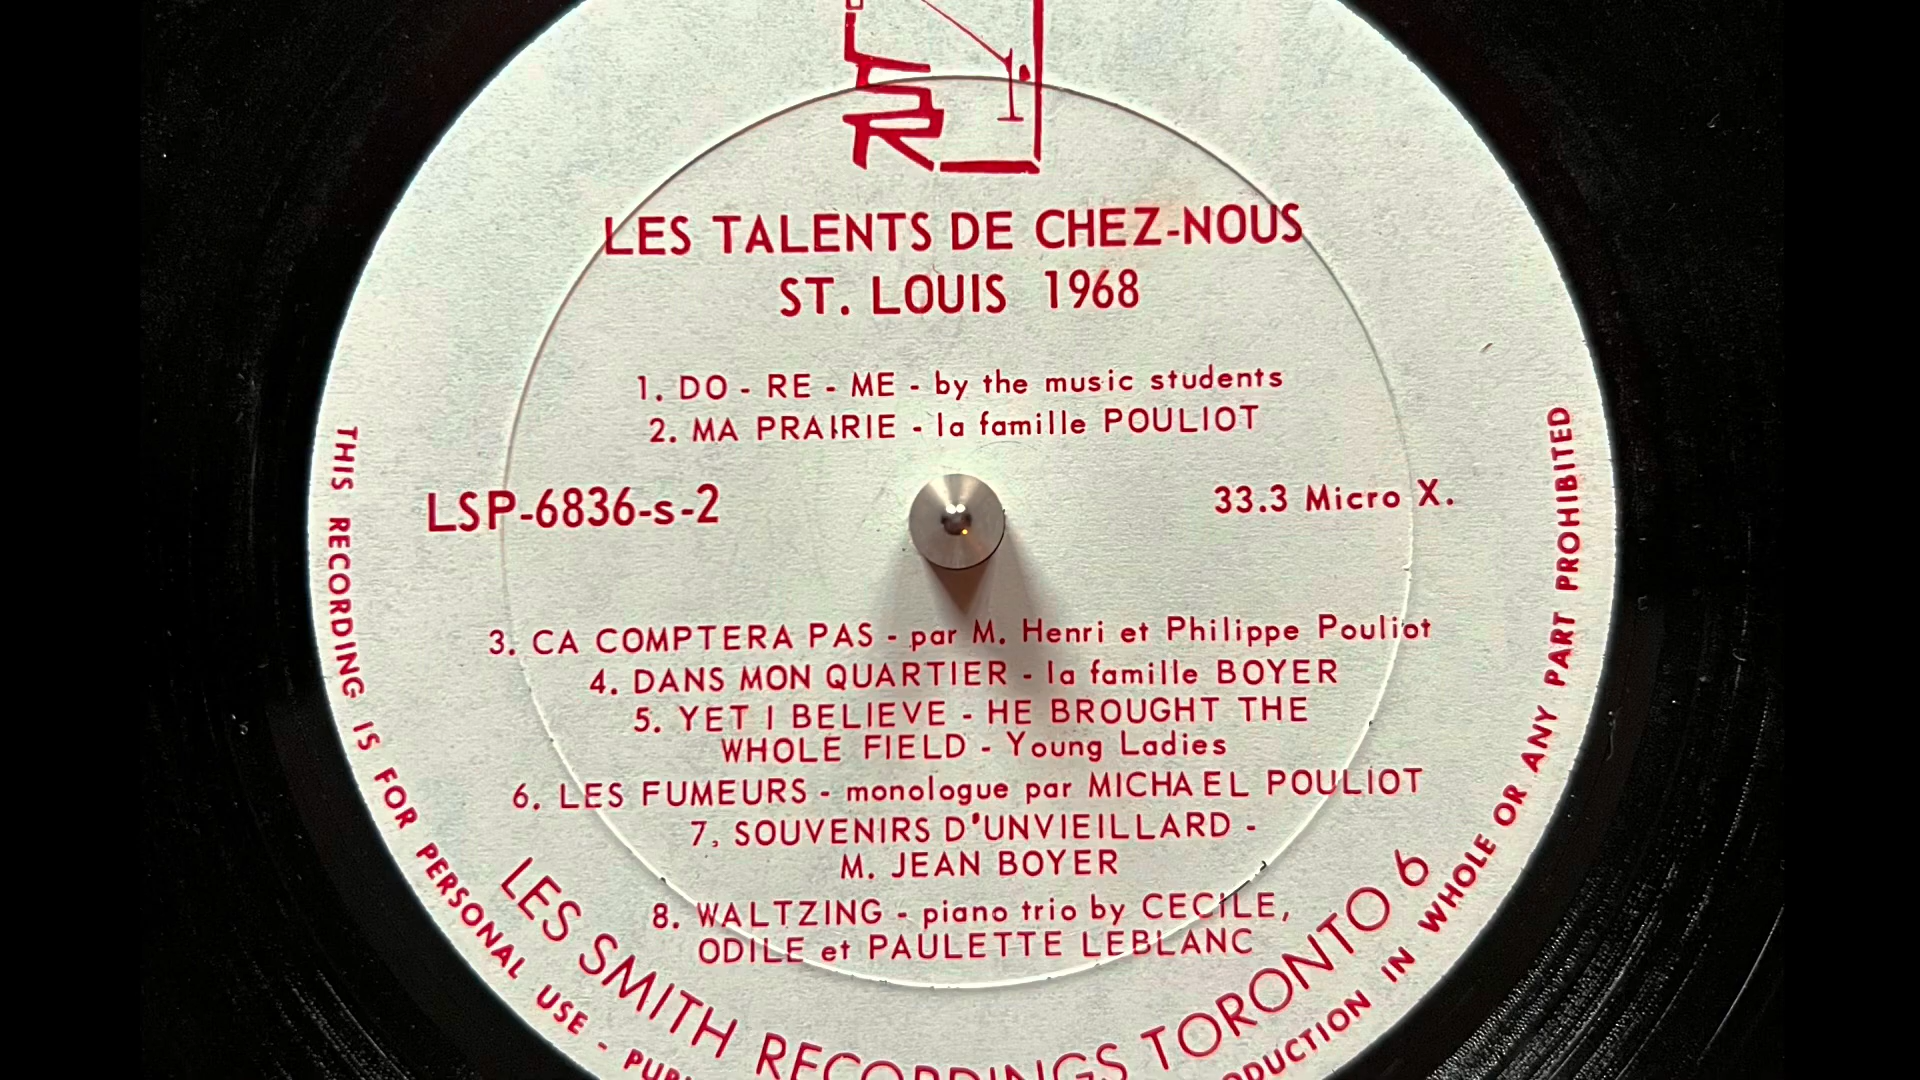 LES TALENTS DE CHEZ-NOUS
ST. LOUIS 1968
1. DO - RE - ME - by the music students
2. MA PRAIRIE - la famille POULIOT
LSP-6836-s-2
33.3 Micro X.
3. CA COMPTERA PAS - par M. Henri et Philippe Pouliot
4. DANS MON QUARTIER - la famille BOYER
5. YET I BELIEVE - HE BROUGHT THE
WHOLE FIELD - Young Ladies
6. LES FUMEURS - monologue par MICHAEL POULIOT
7. SOUVENIRS D'UNVIEILLARD -
M. JEAN BOYER
8. WALTZING - piano trio by CECILE,
ODILE et PAULETTE LEBLANC
LES SMITH RECORDINGS TORONTO 6
THIS RECORDING IS FOR PERSONAL USE - 
IN WHOLE OR ANY PART PROHIBITED